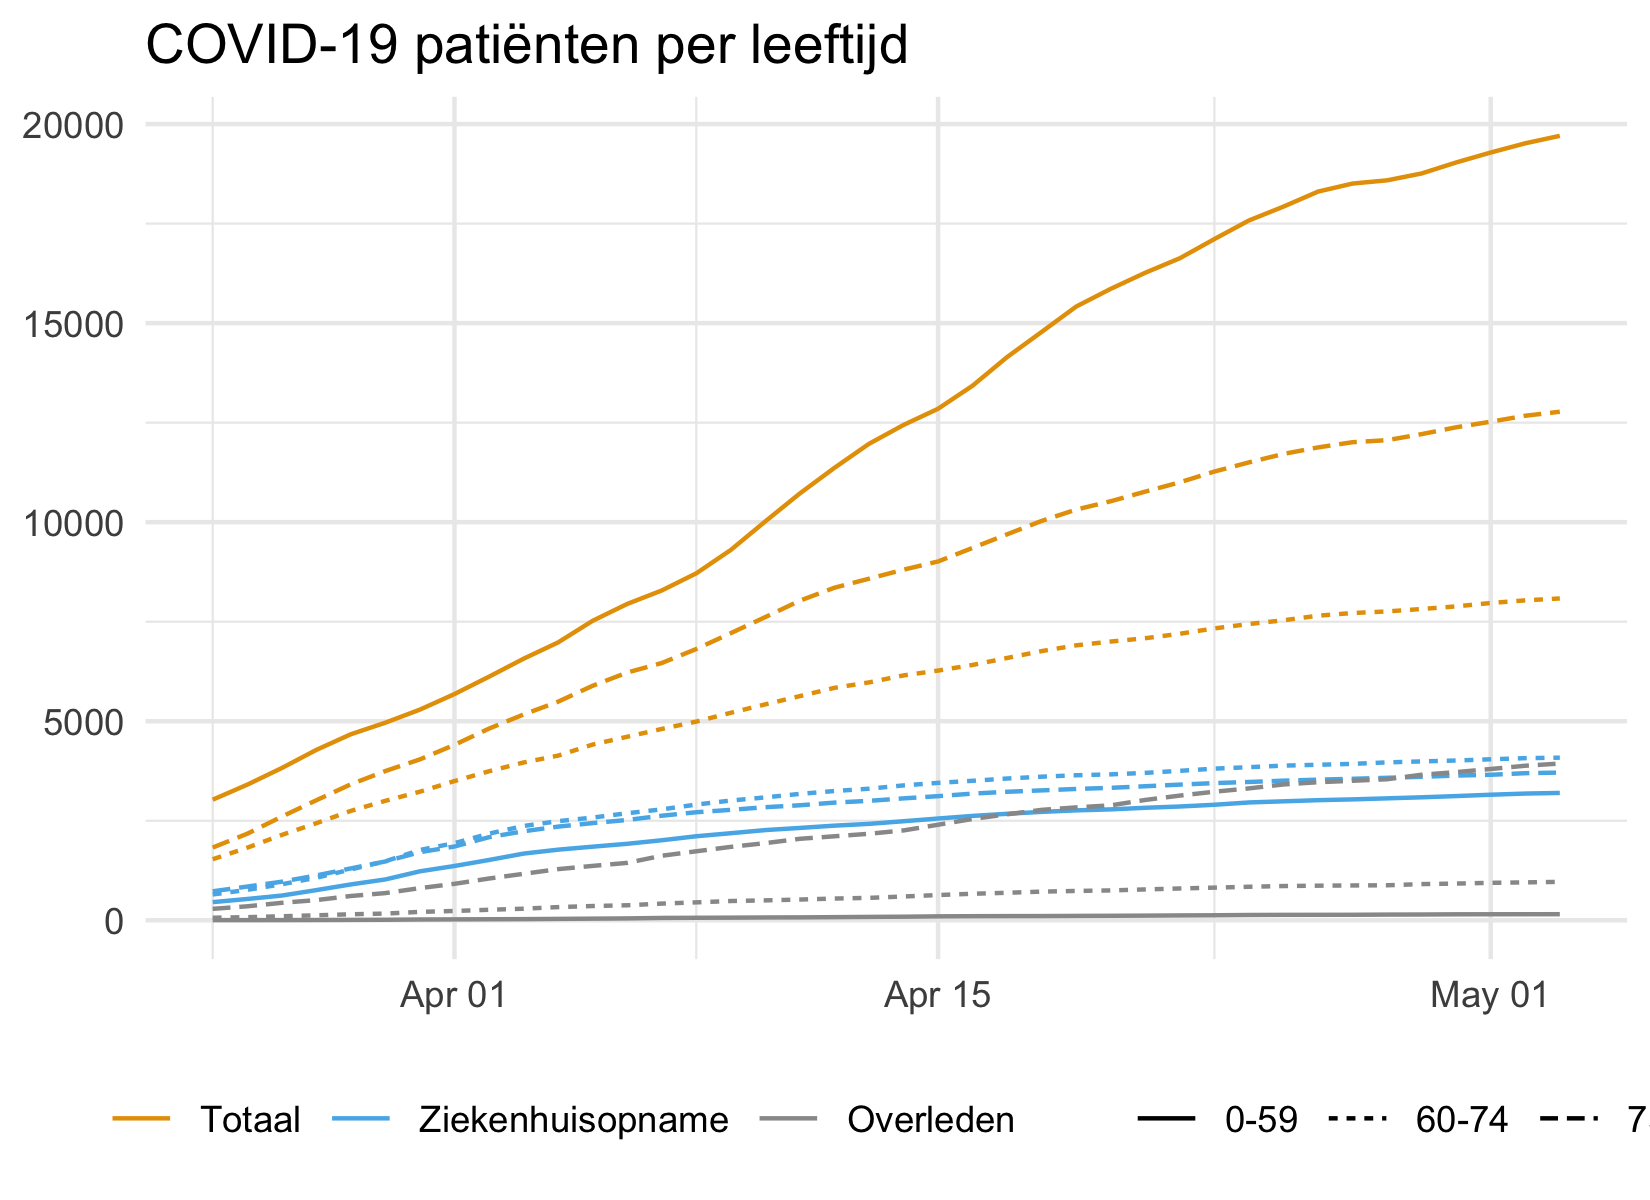 COVID-19 patiënten per leeftijd
20000
15000
10000
5000
0
Apr 01 Apr 15 May 01
Totaal Ziekenhuisopname Overleden 0-59 60-74